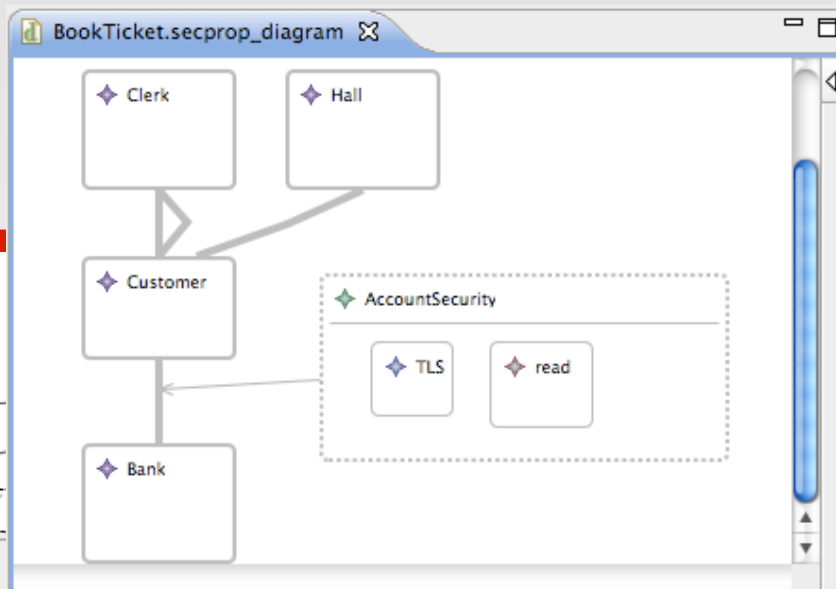 BookTicket.secprop_diagram
Clerk
Hall
Customer
AccountSecurity
TLS
read
Bank